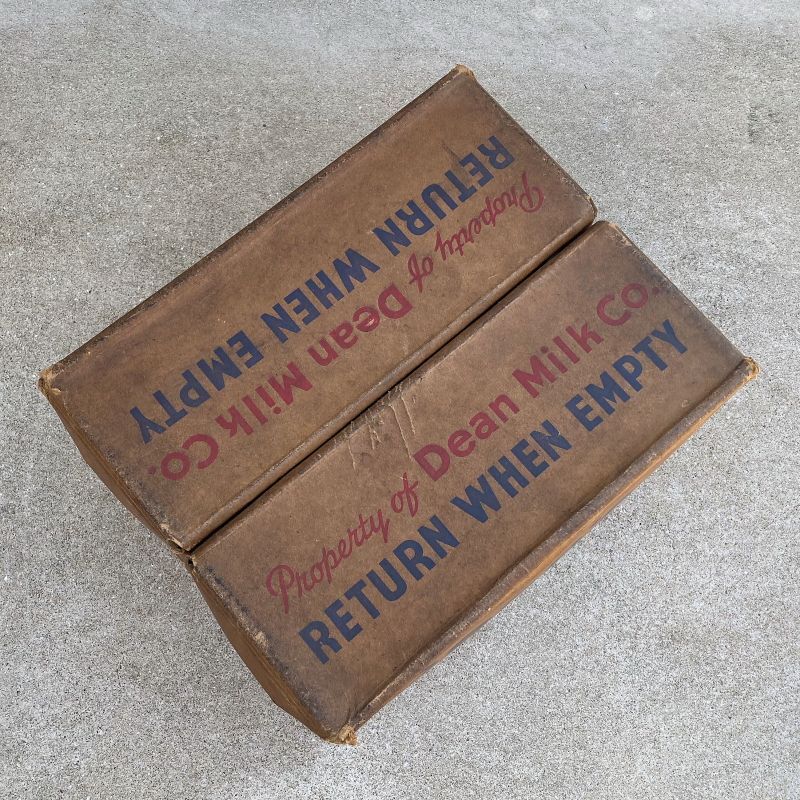 Property of Dean Milk Co.
RETURN WHEN EMPTY
Property of Dean Milk Co.
RETURN WHEN EMPTY